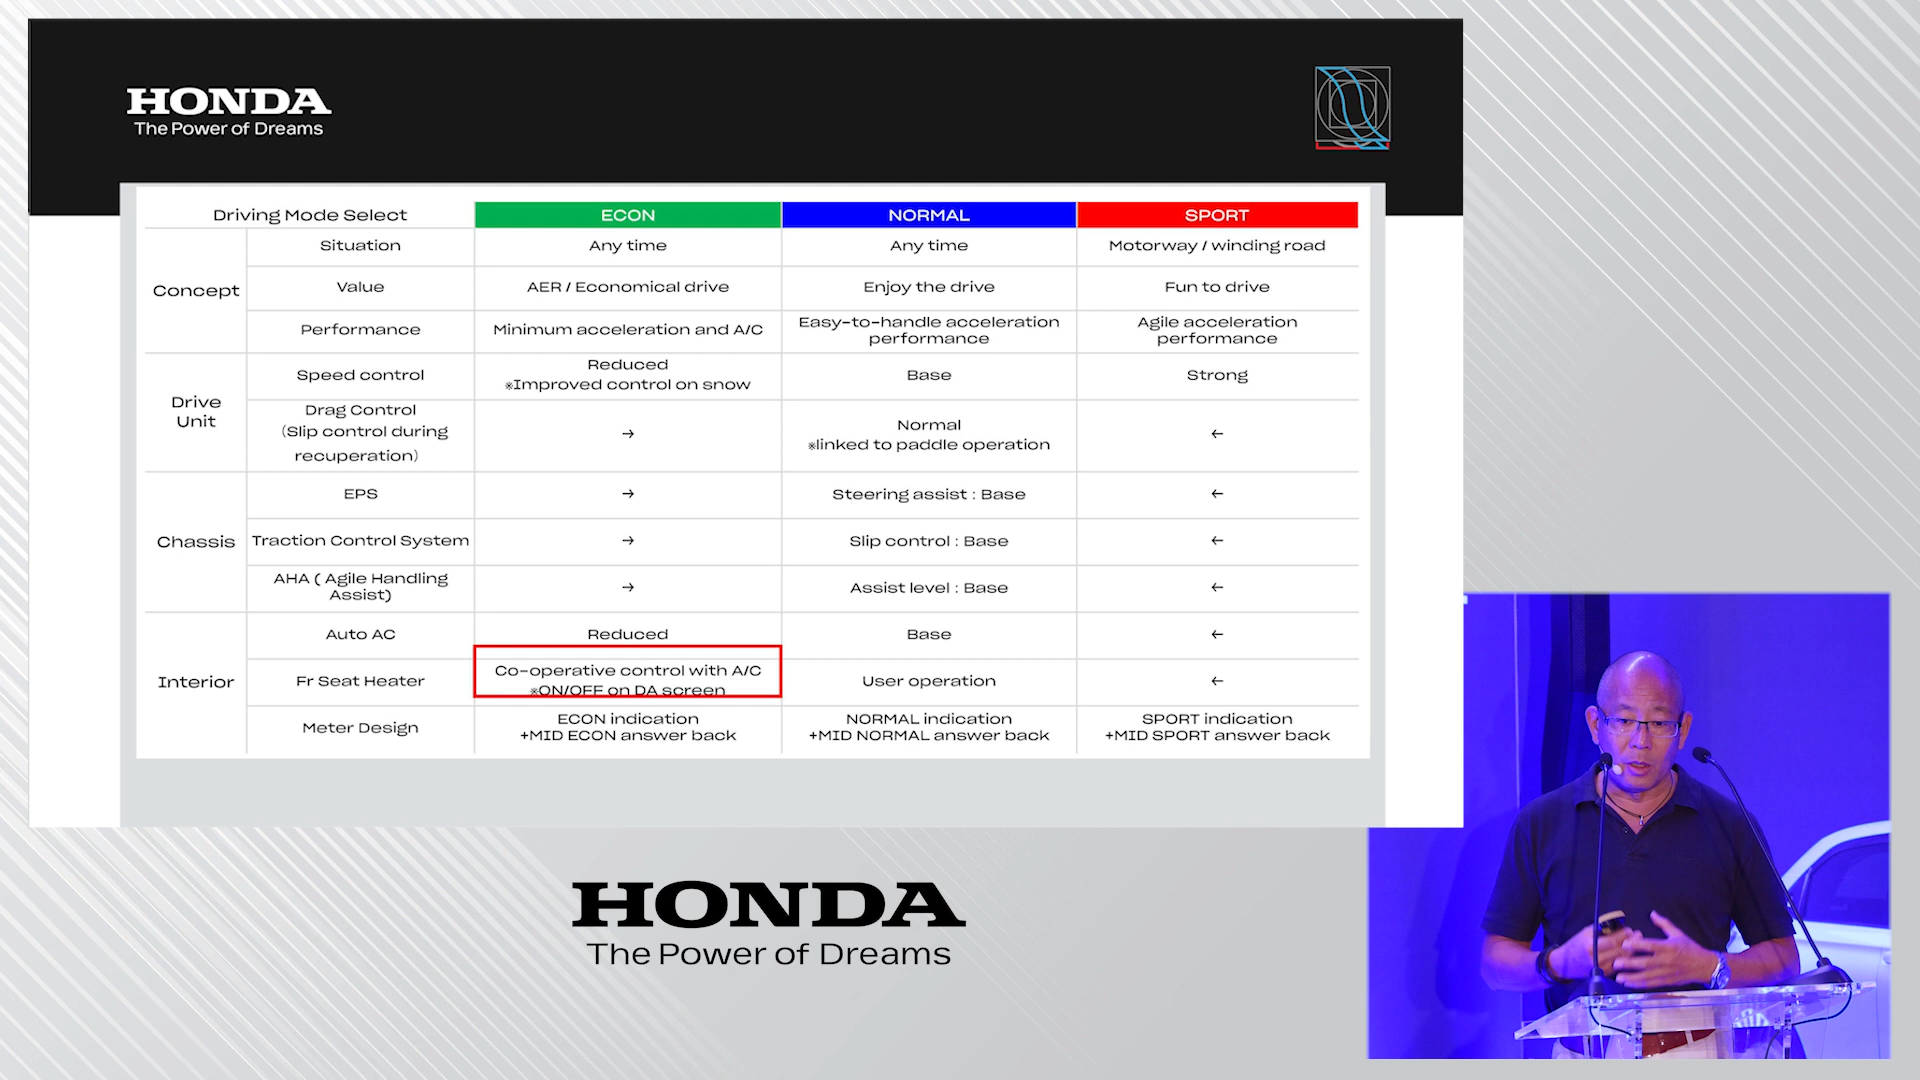 HONDA
The Power of Dreams
Driving Mode Select
ECON
NORMAL
SPORT
Concept
Situation
Any time
Any time
Motorway / winding road
Value
AER / Economical drive
Enjoy the drive
Fun to drive
Performance
Minimum acceleration and A/C
Easy-to-handle acceleration
performance
Agile acceleration
performance
Drive
Unit
Speed control
Reduced
※Improved control on snow
Base
Strong
Drag Control
(Slip control during
recuperation)
→
Normal
※linked to paddle operation
←
Chassis
EPS
→
Steering assist : Base
←
Traction Control System
→
Slip control : Base
←
AHA ( Agile Handling
Assist)
→
Assist level : Base
←
Interior
Auto AC
Reduced
Base
←
Fr Seat Heater
Co-operative control with A/C
※ON/OFF on DA screen
User operation
←
Meter Design
ECON indication
+MID ECON answer back
NORMAL indication
+MID NORMAL answer back
SPORT indication
+MID SPORT answer back
HONDA
The Power of Dreams